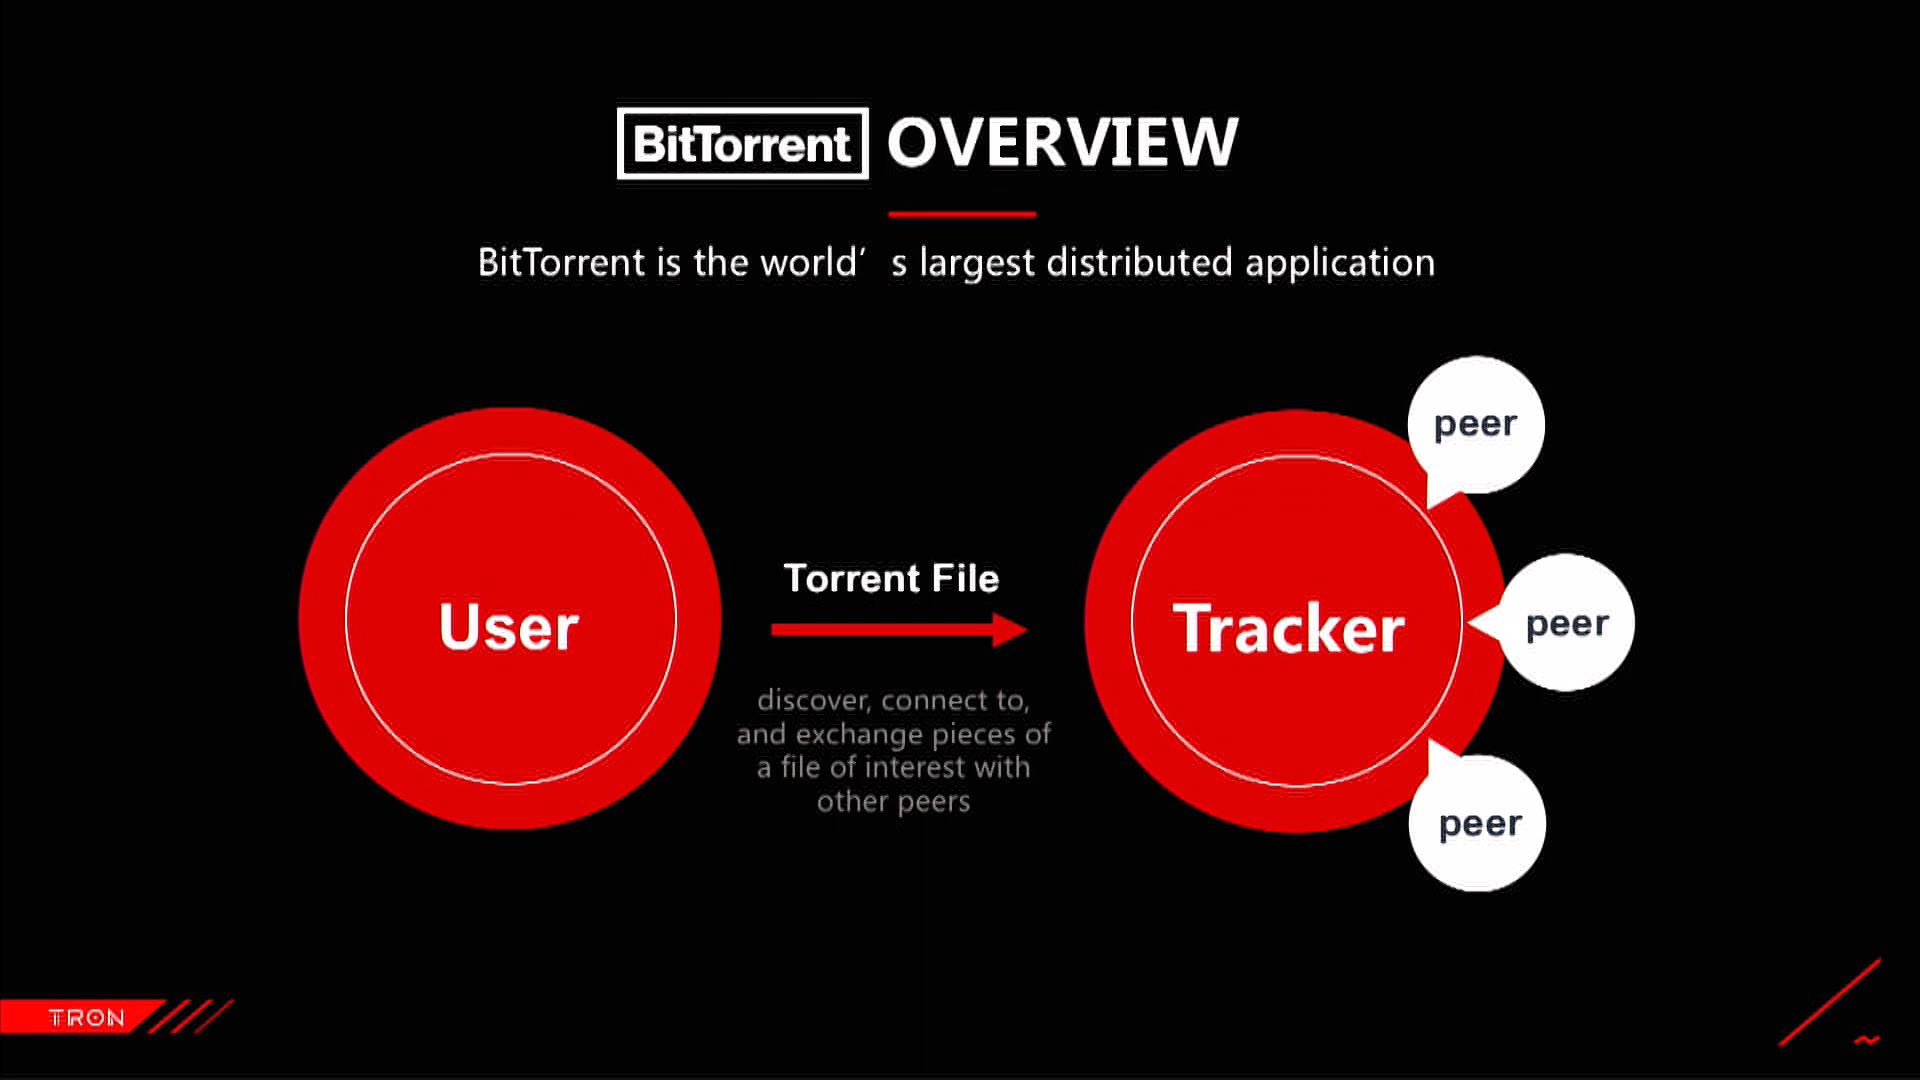 BitTorrent OVERVIEW
BitTorrent is the world’ s largest distributed application
User
Torrent File
discover, connect to,
and exchange pieces of
a file of interest with
other peers
Tracker
peer
peer
peer
TRON